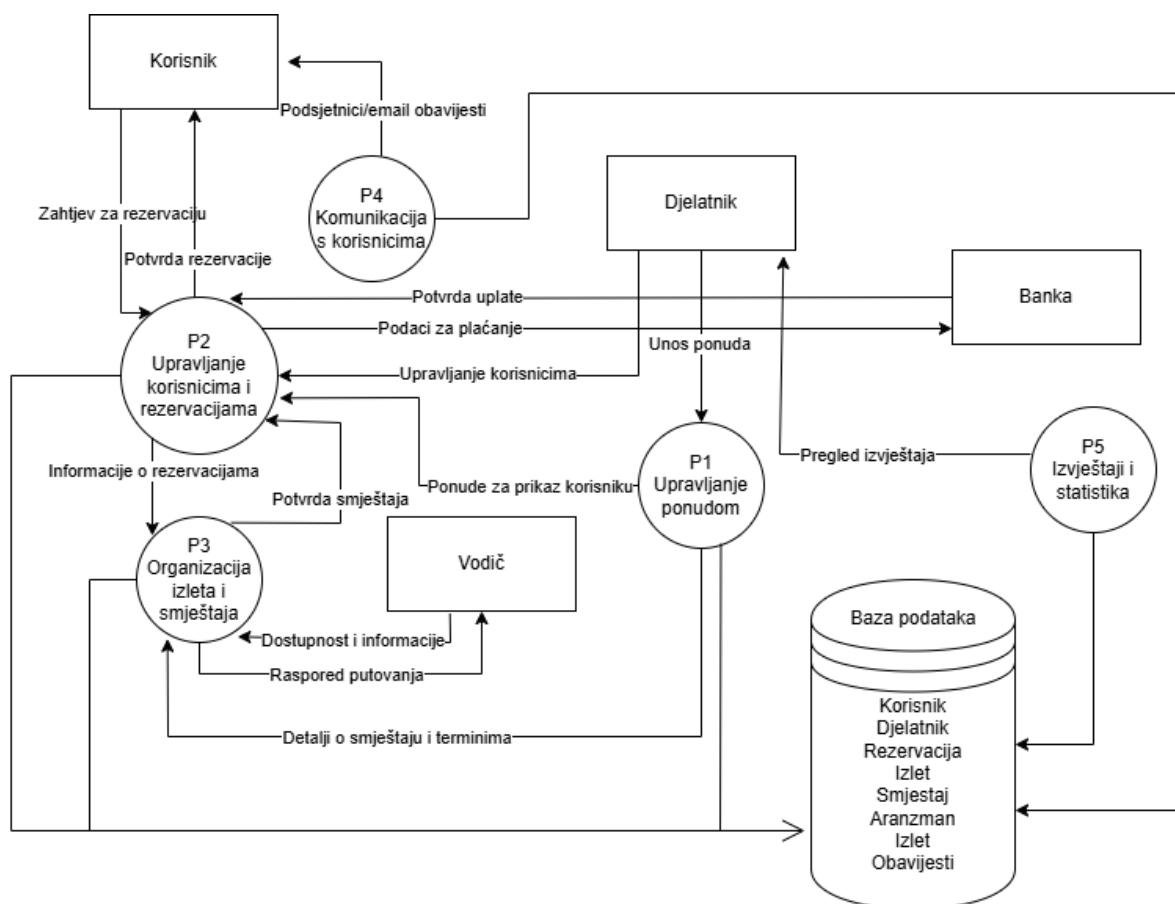 Korisnik
Podsjetnici/email obavijesti
P4
Komunikacija
s korisnicima
Djelatnik
Zahtjev za rezervaciju
Potvrda rezervacije
Banka
Potvrda uplate
Podaci za plaćanje
P2
Upravljanje
korisnicima i
rezervacijama
Unos ponuda
Upravljanje korisnicima
P5
Izvještaji i
statistika
Pregled izvještaja
P1
Upravljanje
ponudom
Informacije o rezervacijama
Ponude za prikaz korisniku
Potvrda smještaja
P3
Organizacija
izleta i
smještaja
Vodič
Dostupnost i informacije
Raspored putovanja
Detalji o smještaju i terminima
Baza podataka
Korisnik
Djelatnik
Rezervacija
Izlet
Smjestaj
Aranzman
Izlet
Obavijesti